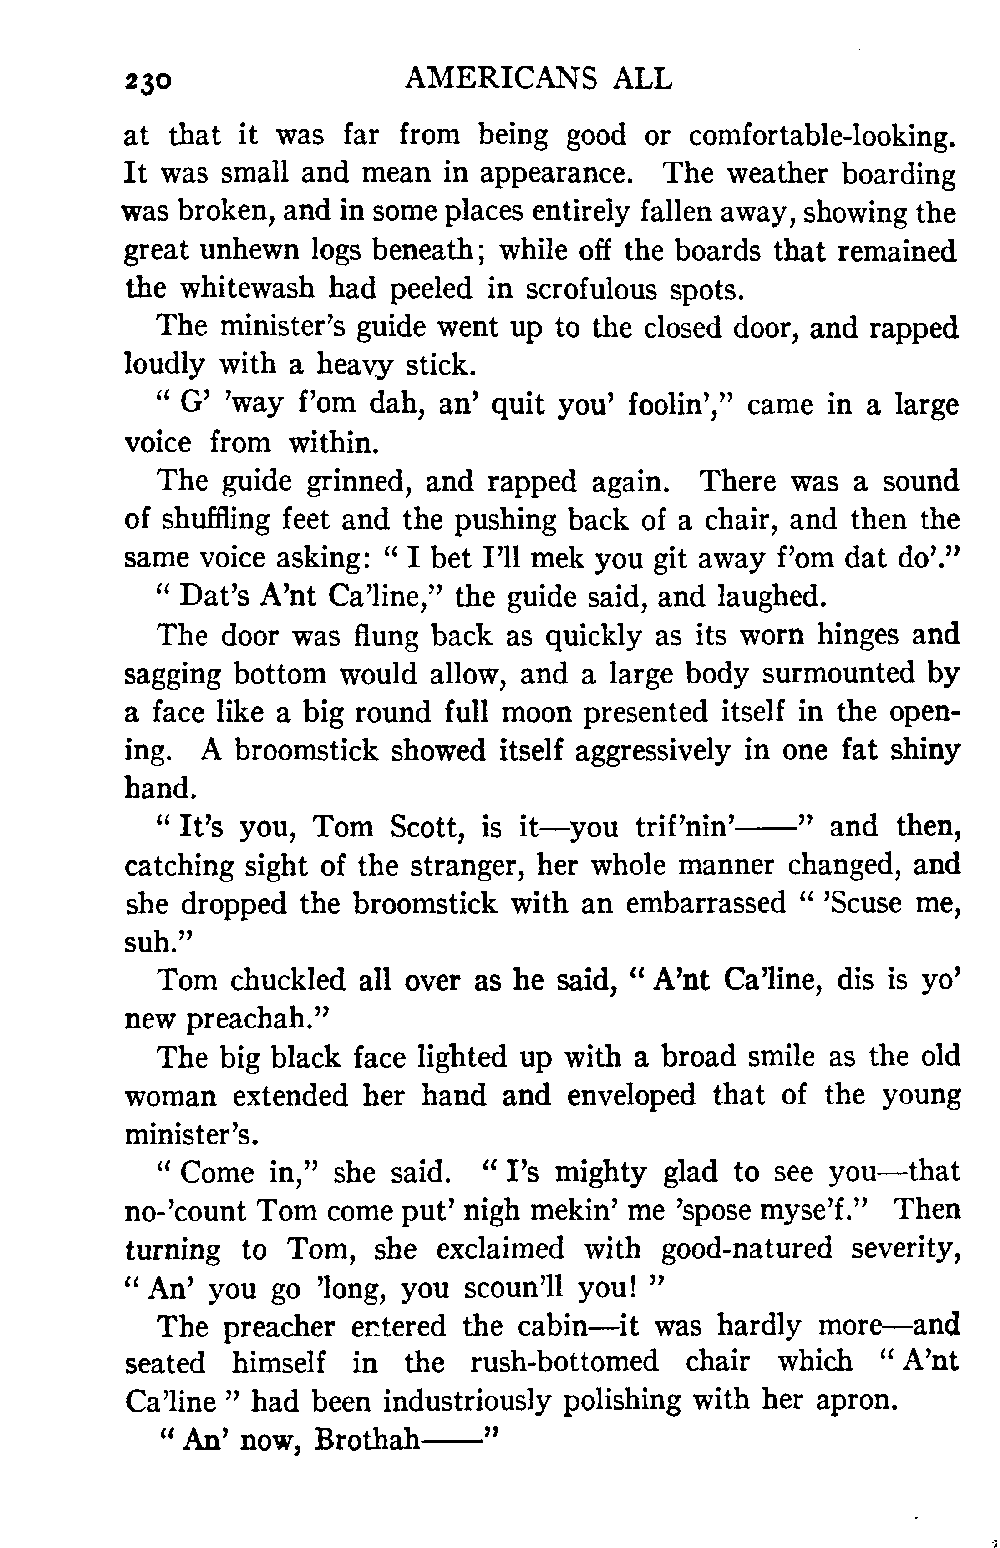 230 AMERICANS ALL
at that it was far from being good or comfortable-looking.
It was small and mean in appearance. The weather boarding
was broken, and in some places entirely fallen away, showing the
great unhewn logs beneath; while off the boards that remained
the whitewash had peeled in scrofulous spots.
The minister's guide went up to the closed door, and rapped
loudly with a heavy stick.
" G' 'way f'om dah, an' quit you' foolin'," came in a large
voice from within.
The guide grinned, and rapped again. There was a sound
of shuffling feet and the pushing back of a chair, and then the
same voice asking: " I bet I'll mek you git away f'om dat do'."
" Dat's A'nt Ca'line," the guide said, and laughed.
The door was flung back as quickly as its worn hinges and
sagging bottom would allow, and a large body surmounted by
a face like a big round full moon presented itself in the open-
ing. A broomstick showed itself aggressively in one fat shiny
hand.
" It's you, Tom Scott, is it—you trif'nin'——" and then,
catching sight of the stranger, her whole manner changed, and
she dropped the broomstick with an embarrassed " 'Scuse me,
suh."
Tom chuckled all over as he said, " A'nt Ca'line, dis is yo'
new preachah."
The big black face lighted up with a broad smile as the old
woman extended her hand and enveloped that of the young
minister's.
" Come in," she said. " I's mighty glad to see you—that
no-'count Tom come put' nigh mekin' me 'spose myse'f." Then
turning to Tom, she exclaimed with good-natured severity,
" An' you go 'long, you scoun'll you! "
The preacher entered the cabin—it was hardly more—and
seated himself in the rush-bottomed chair which " A'nt
Ca'line " had been industriously polishing with her apron.
" An' now, Brothah——"